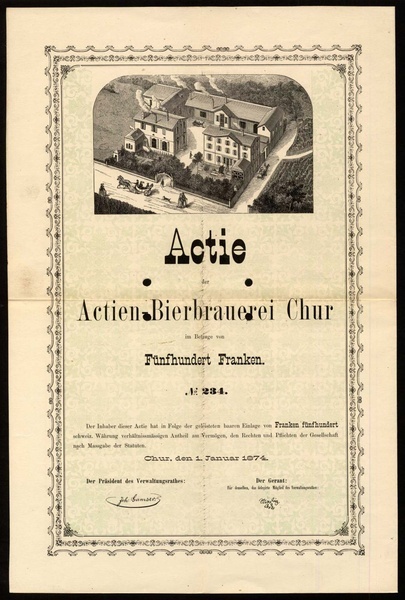 Actie
der
Actien-Bierbrauerei Chur
im Betrage von
Fünfhundert Franken.
№ 234.
Der Inhaber dieser Actie hat in Folge der geleisteten baaren Einlage von Franken fünfhundert
schweiz. Währung verhältnissmässigen Antheil am Vermögen, den Rechten und Pflichten der Gesellschaft
nach Massgabe der Statuten.
Chur, den 1. Januar 1874.
Der Präsident des Verwaltungsrathes:
Der Gerant:
Für denselben, das delegirte Mitglied des Verwaltungsrathes: